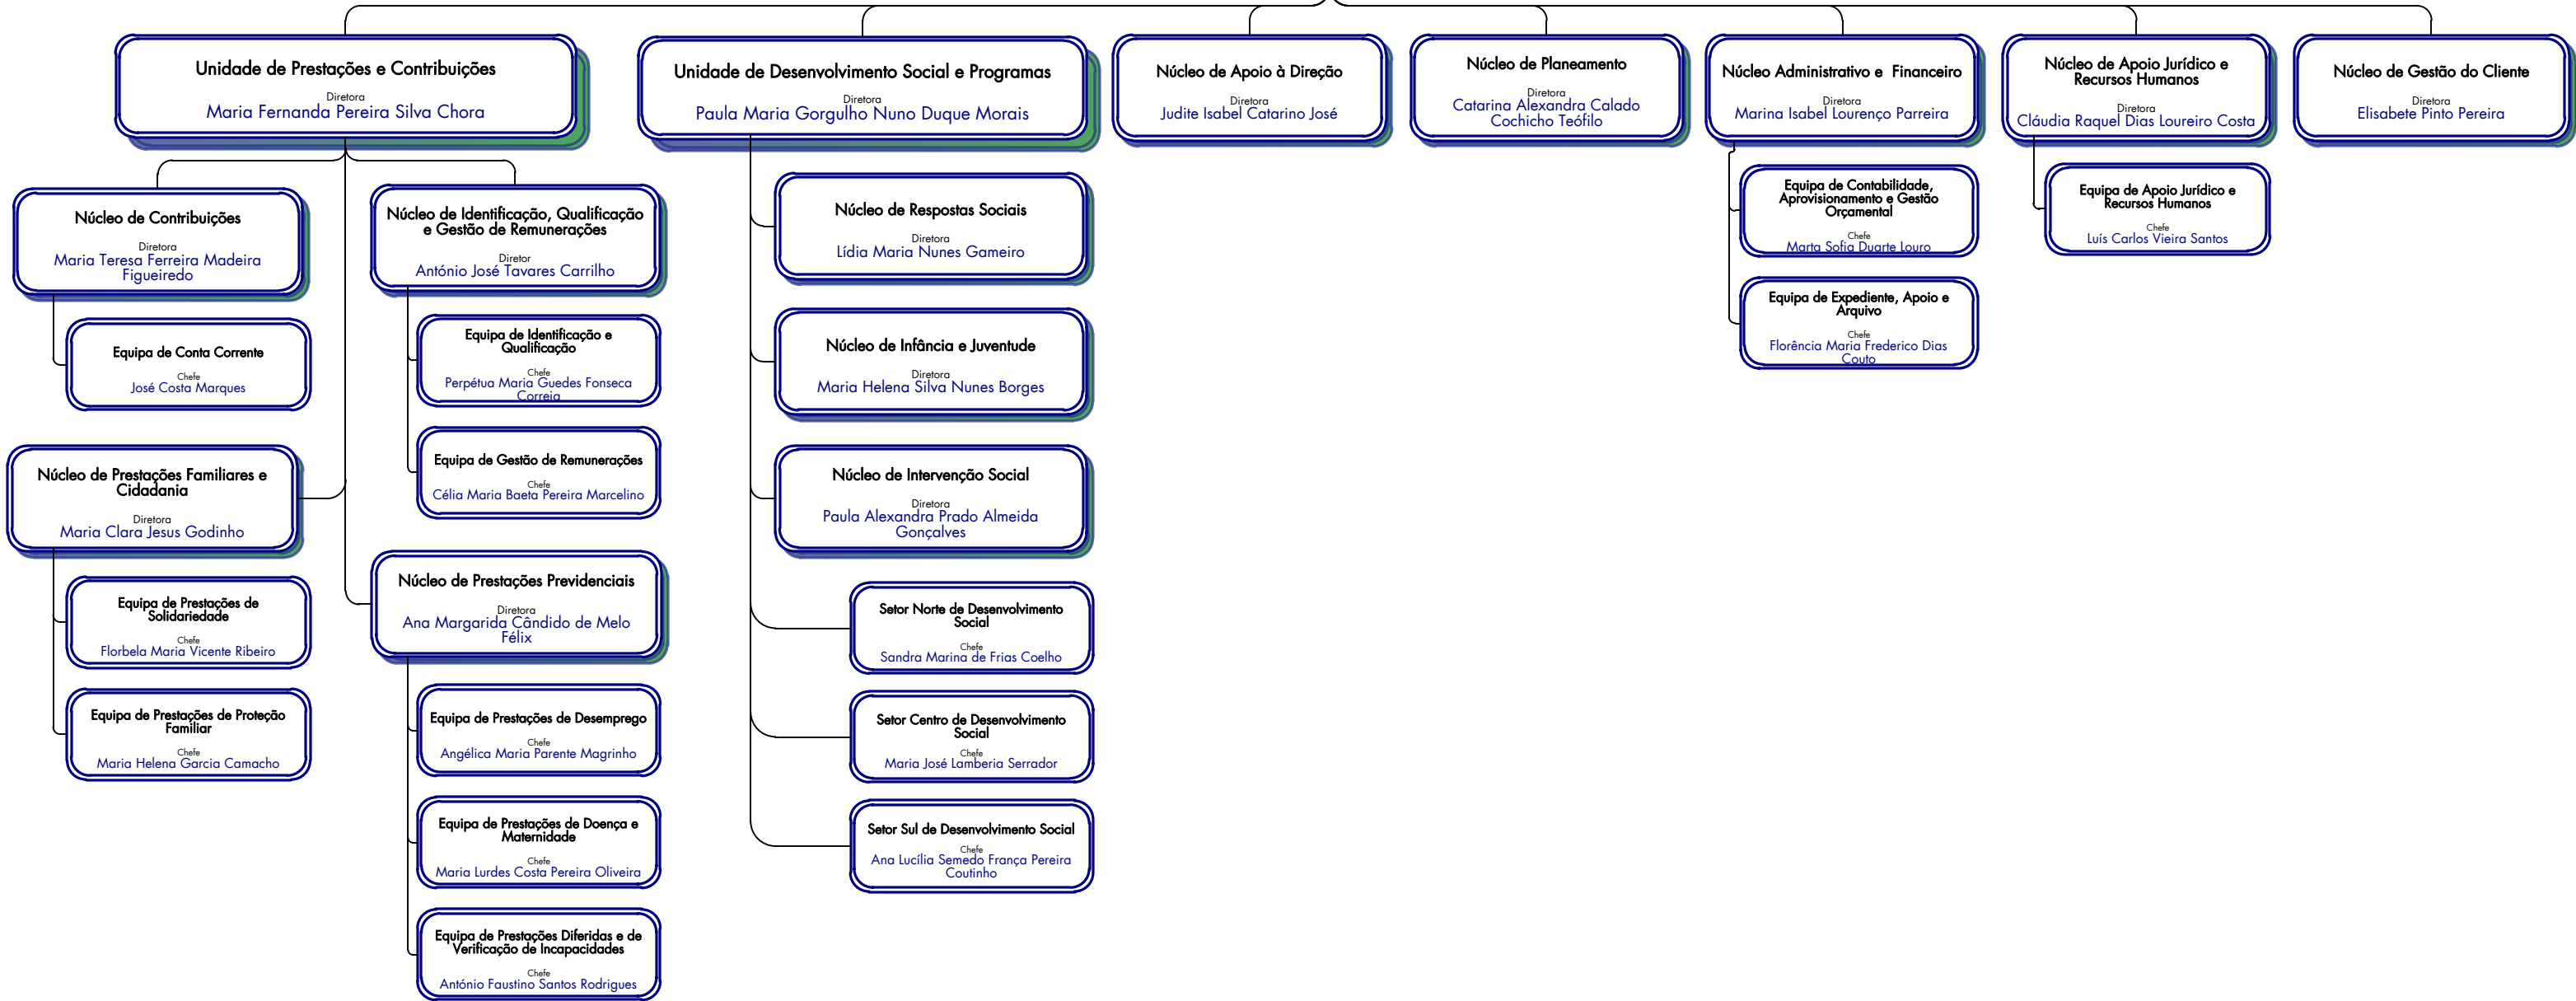 Unidade de Prestações e Contribuições
Diretora
Maria Fernanda Pereira Silva Chora
Unidade de Desenvolvimento Social e Programas
Diretora
Paula Maria Gorgulho Nuno Duque Morais
Núcleo de Apoio à Direção
Diretora
Judite Isabel Catarino José
Núcleo de Planeamento
Diretora
Catarina Alexandra Calado
Cochicho Teófilo
Núcleo Administrativo e Financeiro
Diretora
Marina Isabel Lourenço Parreira
Núcleo de Apoio Jurídico e
Recursos Humanos
Diretora
Cláudia Raquel Dias Loureiro Costa
Núcleo de Gestão do Cliente
Diretora
Elisabete Pinto Pereira
Núcleo de Contribuições
Diretora
Maria Teresa Ferreira Madeira
Figueiredo
Equipa de Conta Corrente
Chefe
José Costa Marques
Núcleo de Prestações Familiares e
Cidadania
Diretora
Maria Clara Jesus Godinho
Equipa de Prestações de
Solidariedade
Chefe
Florbela Maria Vicente Ribeiro
Equipa de Prestações de Proteção
Familiar
Chefe
Maria Helena Garcia Camacho
Núcleo de Identificação, Qualificação
e Gestão de Remunerações
Diretor
António José Tavares Carrilho
Equipa de Identificação e
Qualificação
Chefe
Perpétua Maria Guedes Fonseca
Correia
Equipa de Gestão de Remunerações
Chefe
Célia Maria Baeta Pereira Marcelino
Núcleo de Prestações Previdenciais
Diretora
Ana Margarida Cândido de Melo
Félix
Equipa de Prestações de Desemprego
Chefe
Angélica Maria Parente Magrinho
Equipa de Prestações de Doença e
Maternidade
Chefe
Maria Lurdes Costa Pereira Oliveira
Equipa de Prestações Diferidas e de
Verificação de Incapacidades
Chefe
António Faustino Santos Rodrigues
Núcleo de Respostas Sociais
Diretora
Lídia Maria Nunes Gameiro
Núcleo de Infância e Juventude
Diretora
Maria Helena Silva Nunes Borges
Núcleo de Intervenção Social
Diretora
Paula Alexandra Prado Almeida
Gonçalves
Setor Norte de Desenvolvimento
Social
Chefe
Sandra Marina de Frias Coelho
Setor Centro de Desenvolvimento
Social
Chefe
Maria José Lamberia Serrador
Setor Sul de Desenvolvimento Social
Chefe
Ana Lucília Semedo França Pereira
Coutinho
Equipa de Contabilidade,
Aprovisionamento e Gestão
Orçamental
Chefe
Marta Sofia Duarte Louro
Equipa de Expediente, Apoio e
Arquivo
Chefe
Florência Maria Frederico Dias
Couto
Equipa de Apoio Jurídico e
Recursos Humanos
Chefe
Luís Carlos Vieira Santos